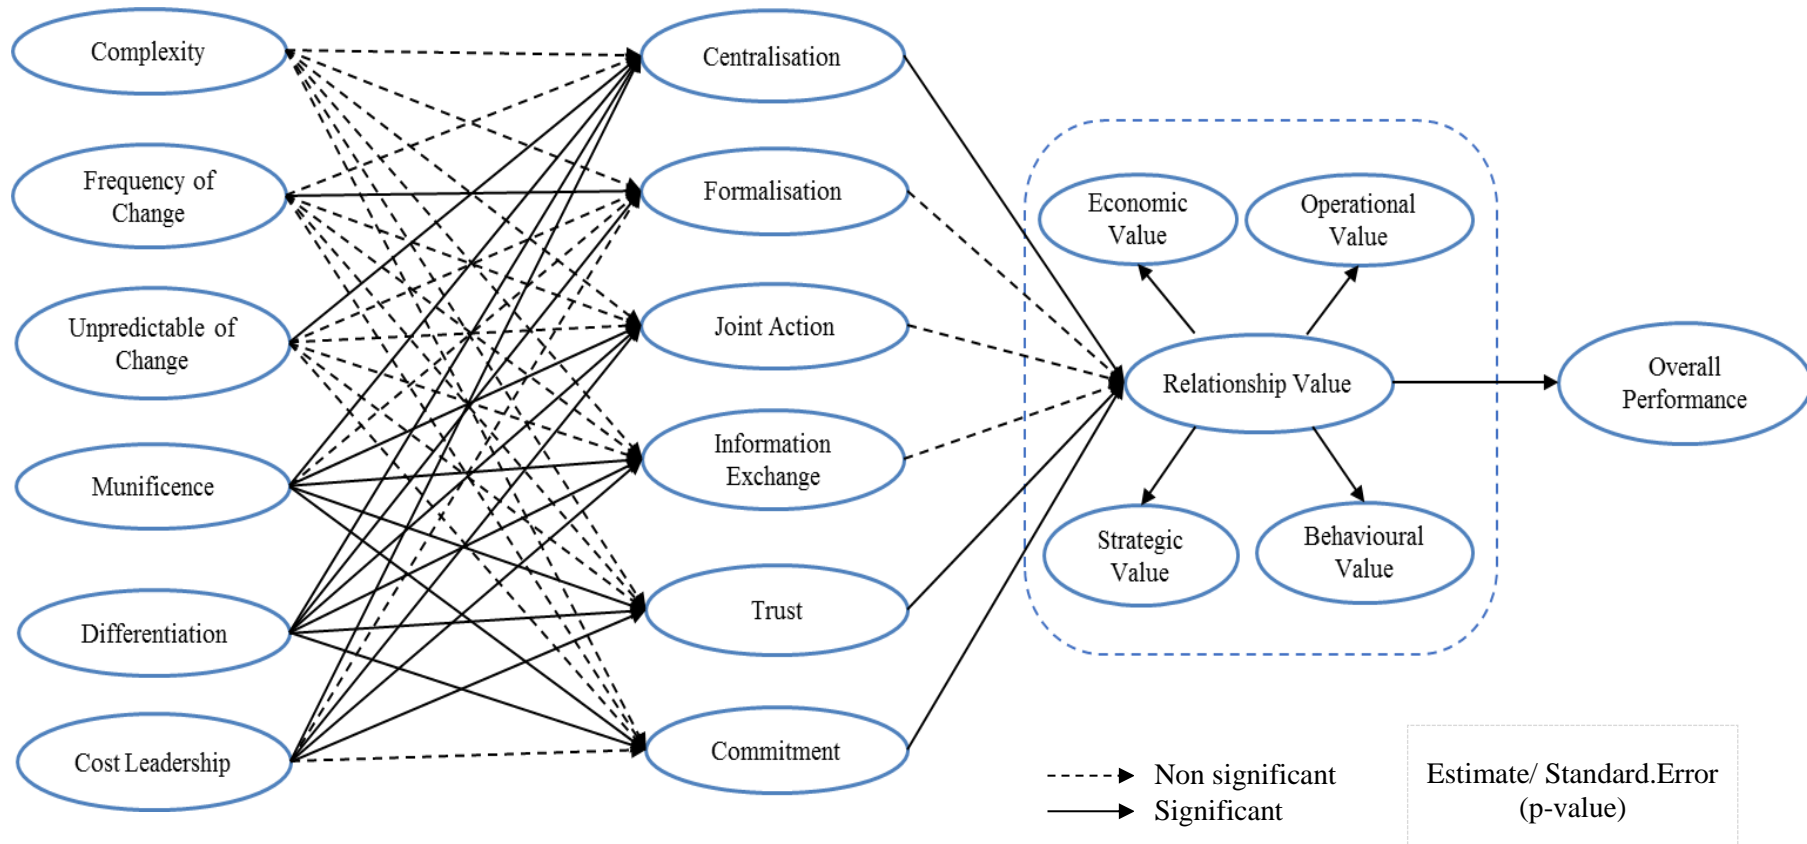 Complexity
Frequency of
Change
Unpredictable of
Change
Munificence
Differentiation
Cost Leadership
Centralisation
Formalisation
Joint Action
Information
Exchange
Trust
Commitment
Economic
Value
Operational
Value
Relationship Value
Strategic
Value
Behavioural
Value
Overall
Performance
Non significant
Significant
Estimate/ Standard.Error
(p-value)